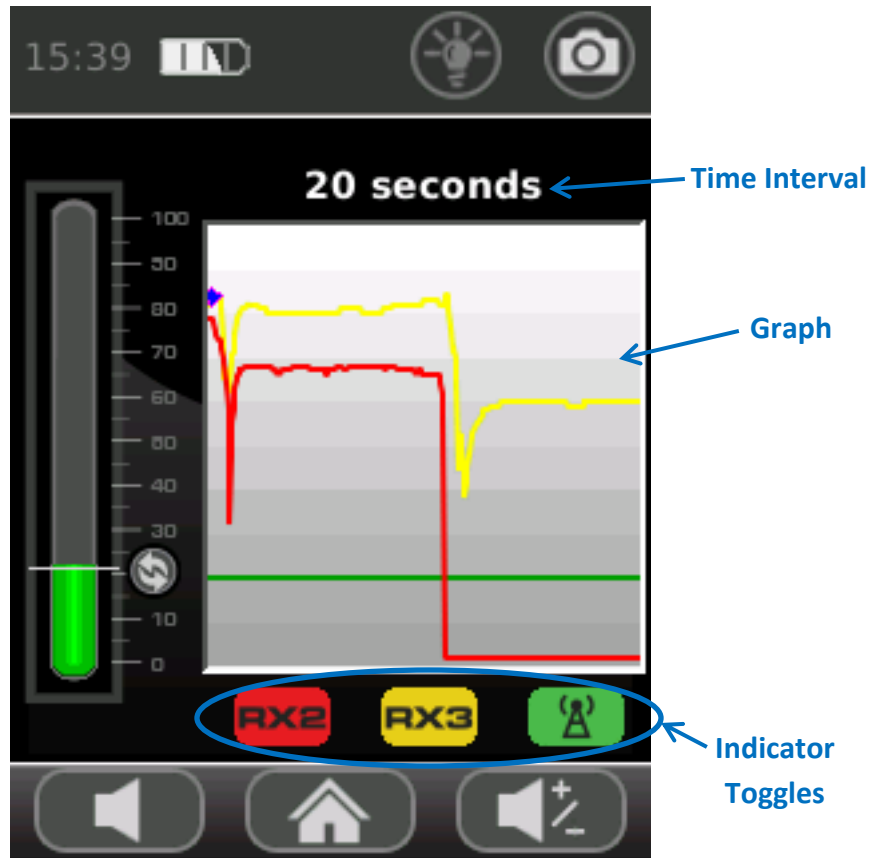 15:39
20 seconds
Time Interval
100
90
80
70
60
50
40
30
10
0
Graph
RX2
RX3
Indicator
Toggles
+
/
-